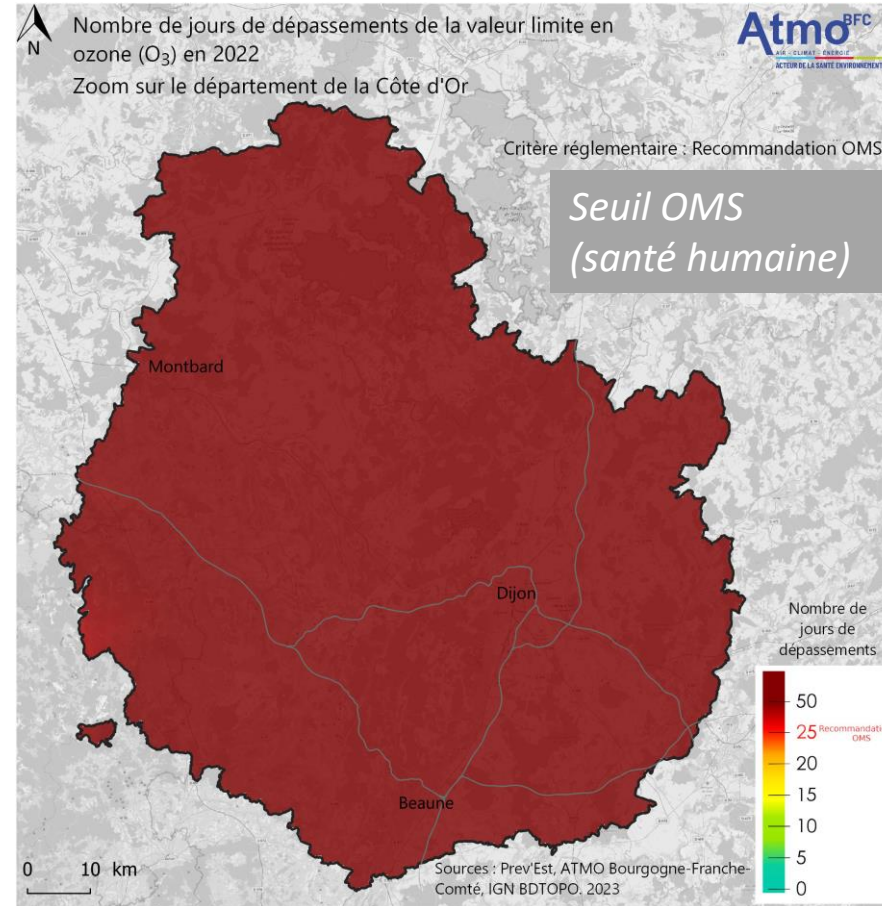 N
Nombre de jours de dépassements de la valeur limite en
ozone (O₃) en 2022
Zoom sur le département de la Côte d'Or
Atmo BFC
AIR - CLIMAT - ÉNERGIE
ACTEUR DE LA SANTÉ ENVIRONNEMENT
Critère réglementaire : Recommandation OMS
Seuil OMS
(santé humaine)
Montbard
Dijon
Beaune
Nombre de
jours de
dépassements
50
25 Recommandati
OMS
20
15
10
5
0
0 10 km
Sources : Prev'Est, ATMO Bourgogne-Franche-
Comté, IGN BDTOPO. 2023